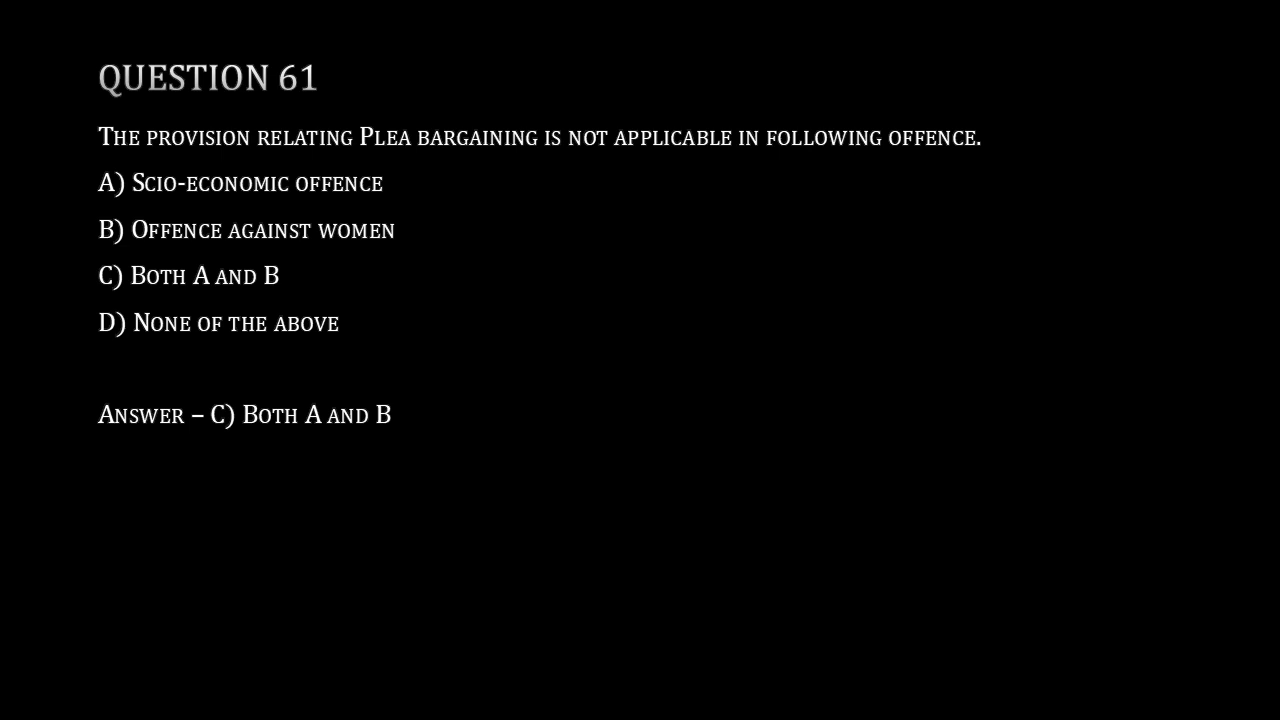 QUESTION 61
The provision relating Plea bargaining is not applicable in following offence.
A) Scio-economic offence
B) Offence against women
C) Both A and B
D) None of the above
Answer – C) Both A and B